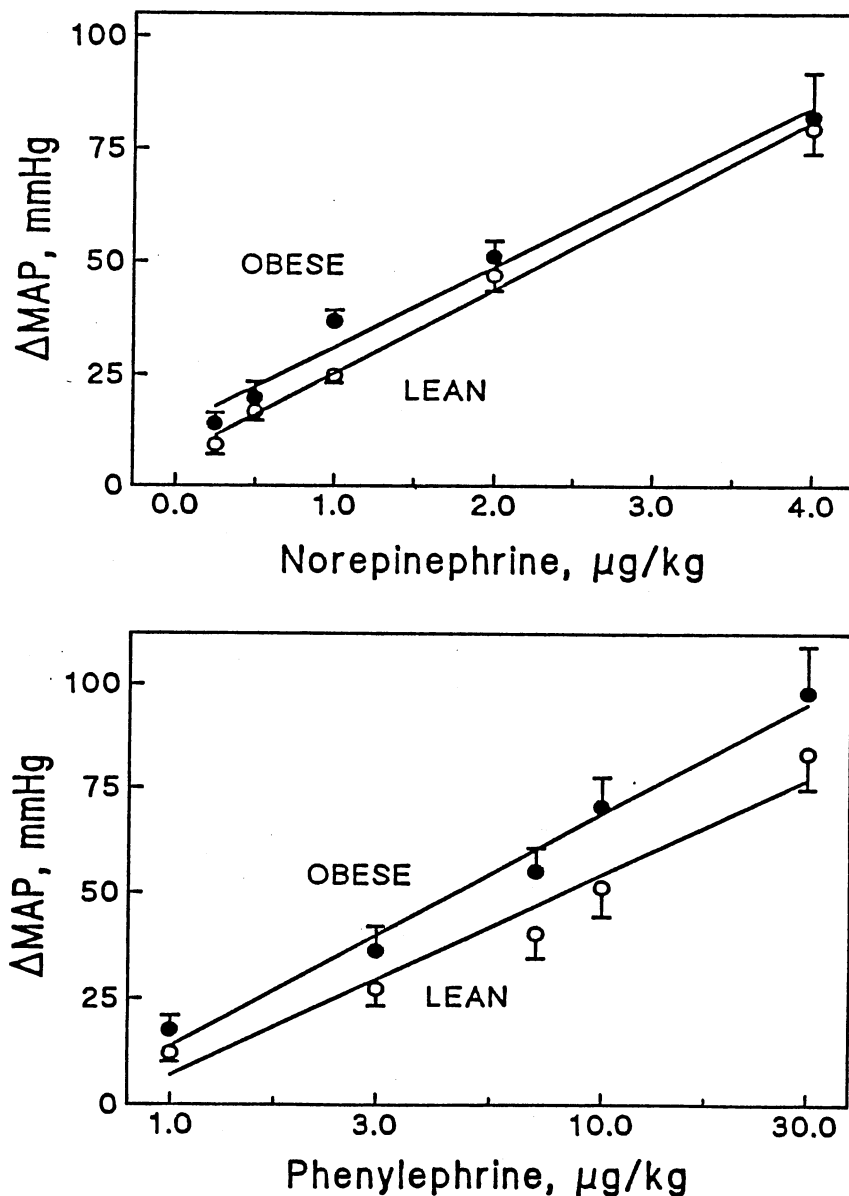 100
75
50
25
0
ΔMAP, mmHg
OBESE
LEAN
0.0 1.0 2.0 3.0 4.0
Norepinephrine, μg/kg
100
75
50
25
0
ΔMAP, mmHg
OBESE
LEAN
1.0 3.0 10.0 30.0
Phenylephrine, μg/kg